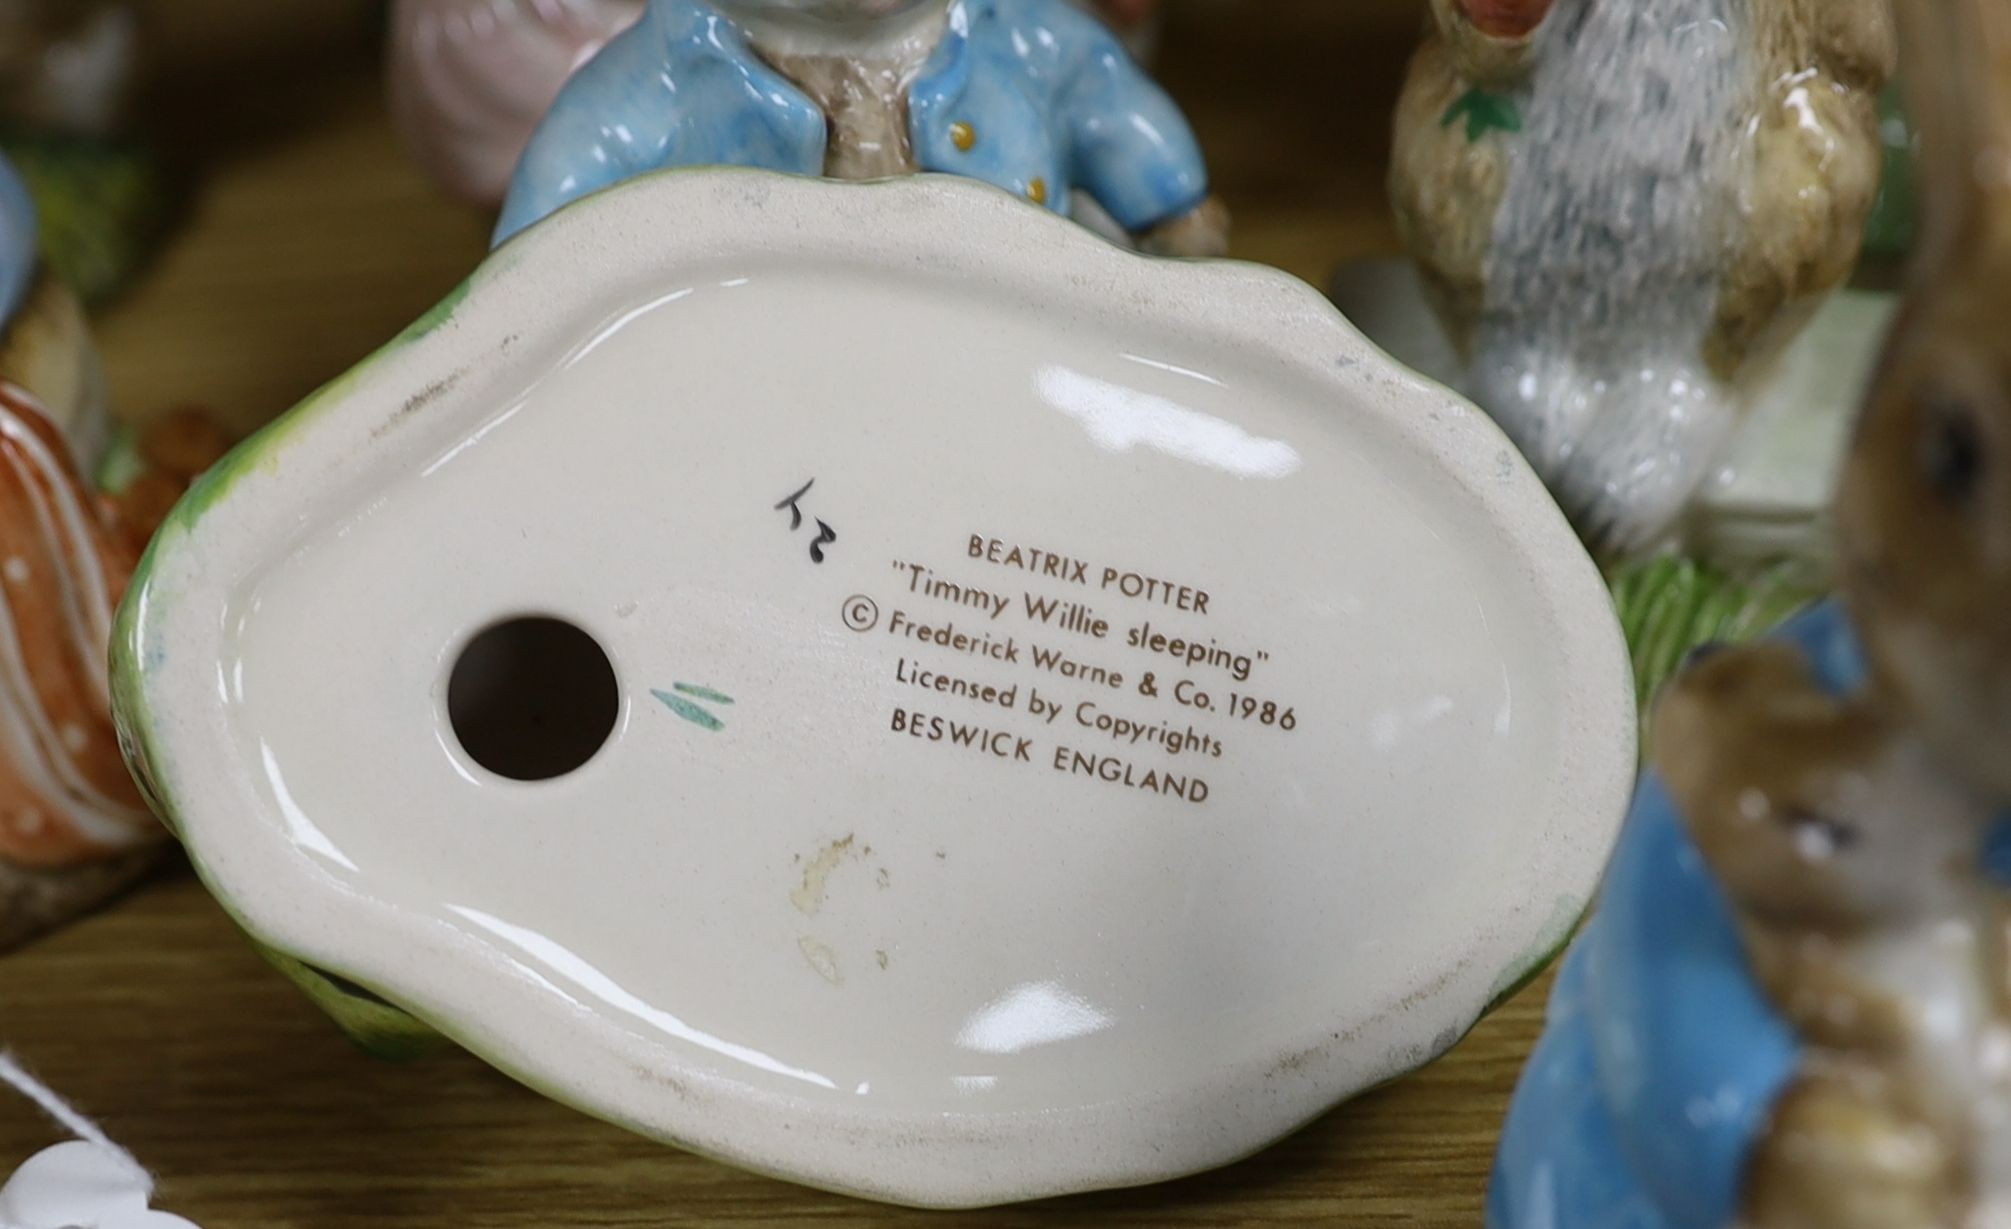 BEATRIX POTTER
"Timmy Willie sleeping"
© Frederick Warne & Co. 1986
Licensed by Copyrights
BESWICK ENGLAND